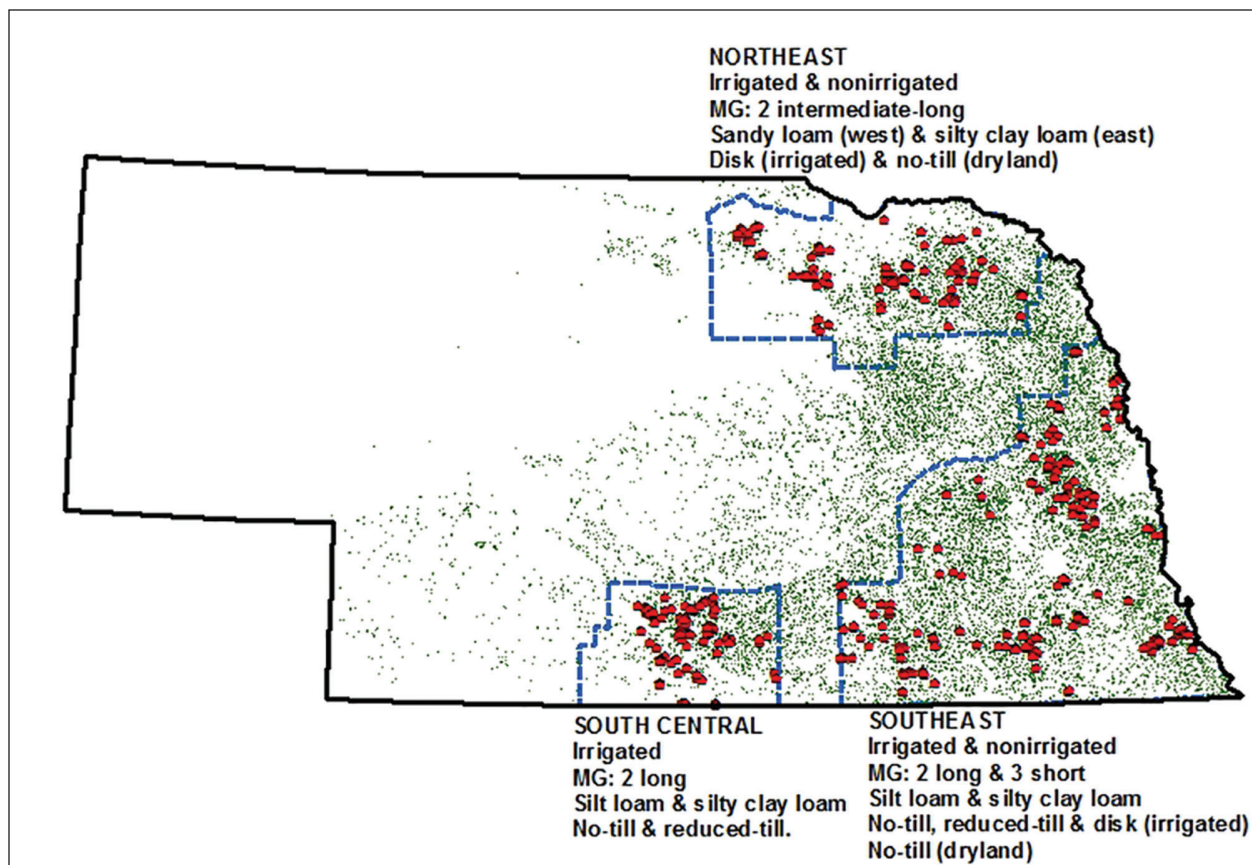 NORTHEAST
Irrigated & nonirrigated
MG: 2 intermediate-long
Sandy loam (west) & silty clay loam (east)
Disk (irrigated) & no-till (dryland)
SOUTH CENTRAL
Irrigated
MG: 2 long
Silt loam & silty clay loam
No-till & reduced-till.
SOUTHEAST
Irrigated & nonirrigated
MG: 2 long & 3 short
Silt loam & silty clay loam
No-till, reduced-till & disk (irrigated)
No-till (dryland)